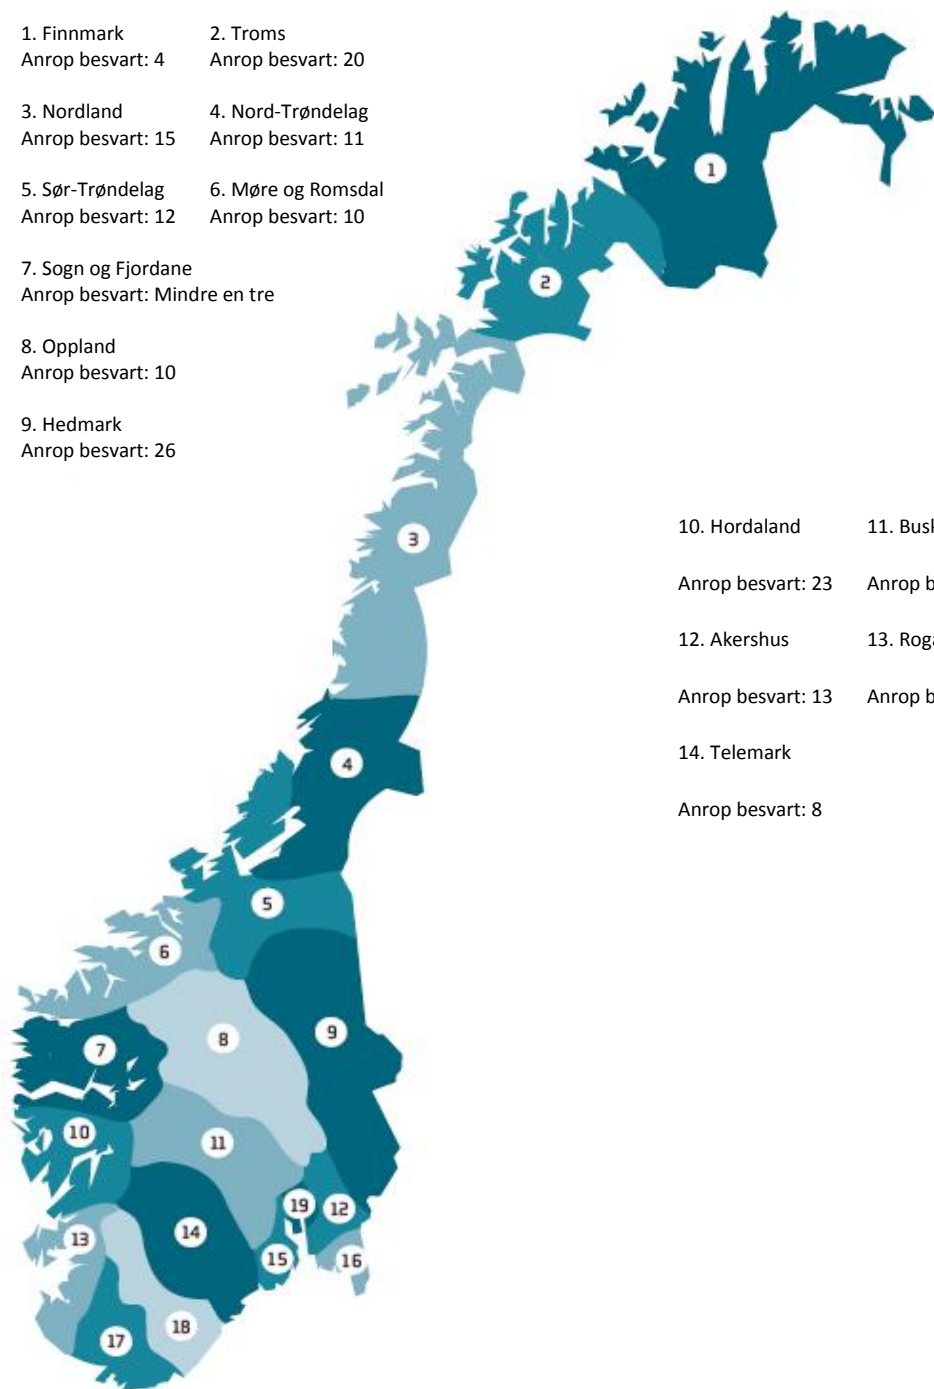 1. Finnmark 2. Troms
Anrop besvart: 4 Anrop besvart: 20
3. Nordland 4. Nord-Trøndelag
Anrop besvart: 15 Anrop besvart: 11
5. Sør-Trøndelag 6. Møre og Romsdal
Anrop besvart: 12 Anrop besvart: 10
7. Sogn og Fjordane
Anrop besvart: Mindre en tre
8. Oppland
Anrop besvart: 10
9. Hedmark
Anrop besvart: 26
10. Hordaland 11.
Anrop besvart: 23 Anrop
12. Akershus 13.
Anrop besvart: 13 Anrop
14. Telemark
Anrop besvart: 8
1
2
3
4
5
6
9
8
7
10
11
19
12
14
13
15
16
18
17